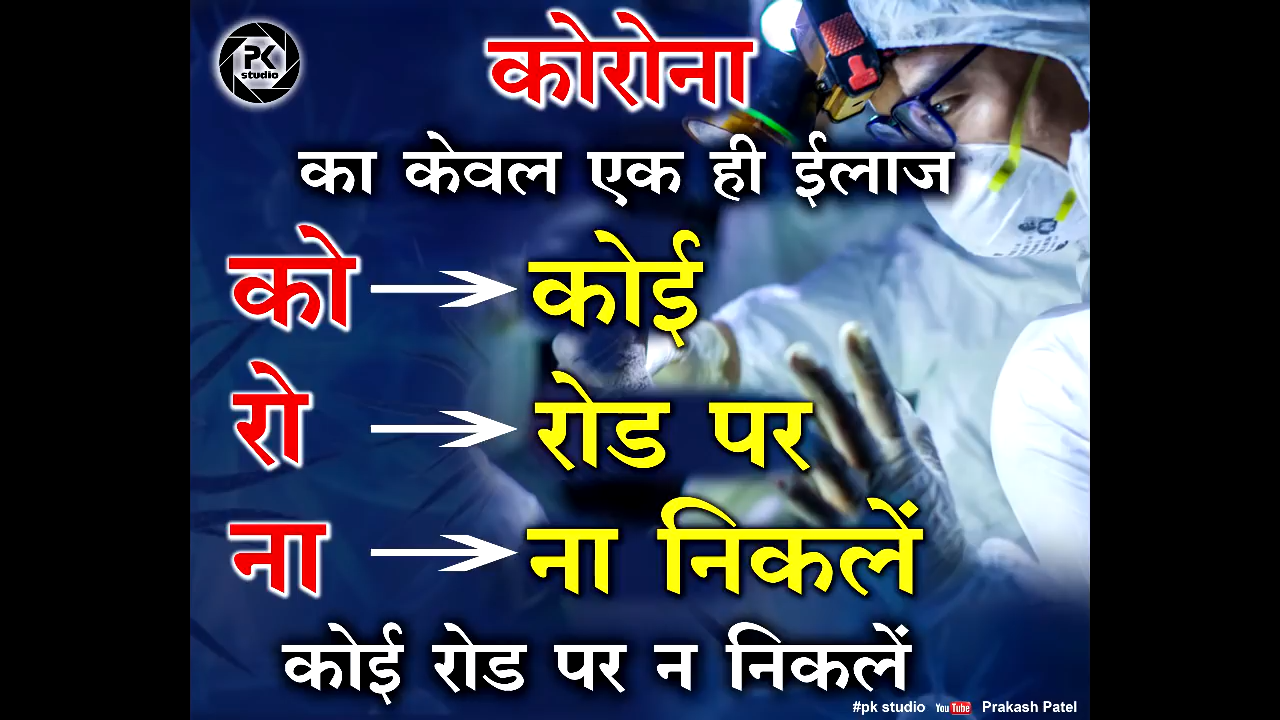 PK
studio
कोरोना
का केवल एक ही ईलाज
को → कोई
रो → रोड पर
ना → ना निकलें
कोई रोड पर न निकलें
#pk studio YouTube Prakash Patel